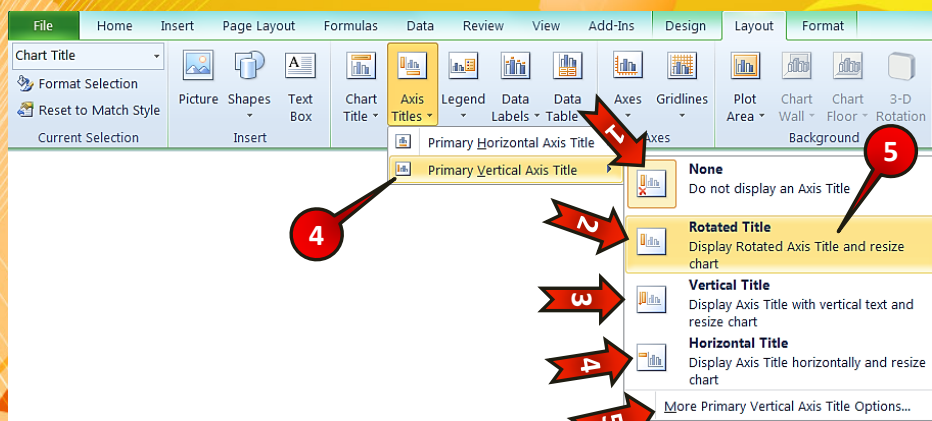 File Home Insert Page Layout Formulas Data Review View Add-Ins Design Layout Format
Chart Title
Format Selection
Reset to Match Style
Current Selection
Picture Shapes Text Box
Insert
Chart Title Axis Titles Legend Data Labels Data Table
Axes Gridlines
Axes
Plot Area Chart Wall Chart Floor 3-D Rotation
Background
Primary Horizontal Axis Title
Primary Vertical Axis Title
4
5
1
None
Do not display an Axis Title
2
Rotated Title
Display Rotated Axis Title and resize
chart
3
Vertical Title
Display Axis Title with vertical text and
resize chart
4
Horizontal Title
Display Axis Title horizontally and resize
chart
5
More Primary Vertical Axis Title Options...